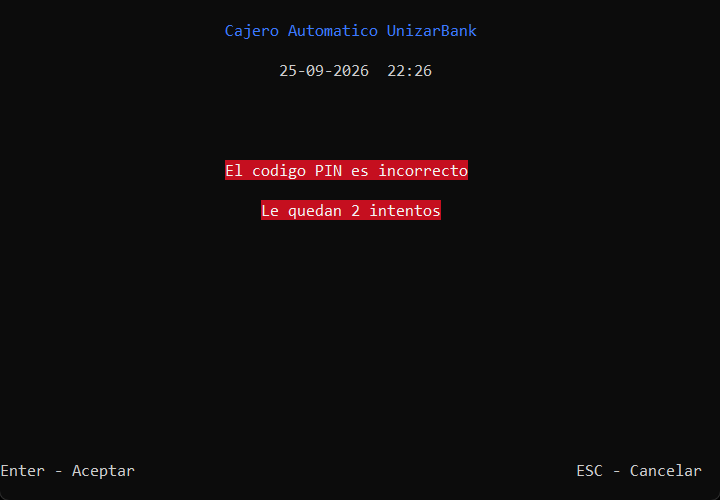 Cajero Automatico UnizarBank
25-09-2026  22:26
El codigo PIN es incorrecto
Le quedan 2 intentos
Enter - Aceptar
ESC - Cancelar